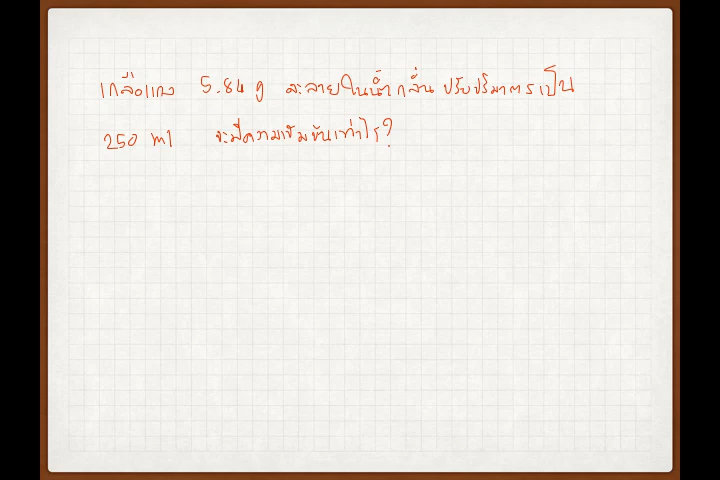 เกลือแกง 5.84 g ละลายในน้ำกลั่น ปรับปริมาตรเป็น
250 ml จะมีความเข้มข้นเท่าไร?